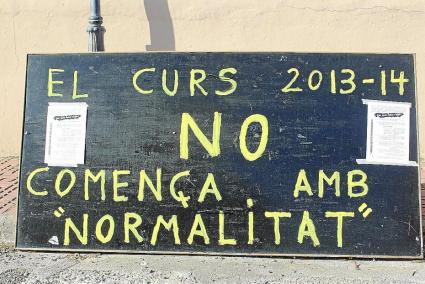 EL CURS 2013-14
NO
COMENÇA AMB
"NORMALITAT"